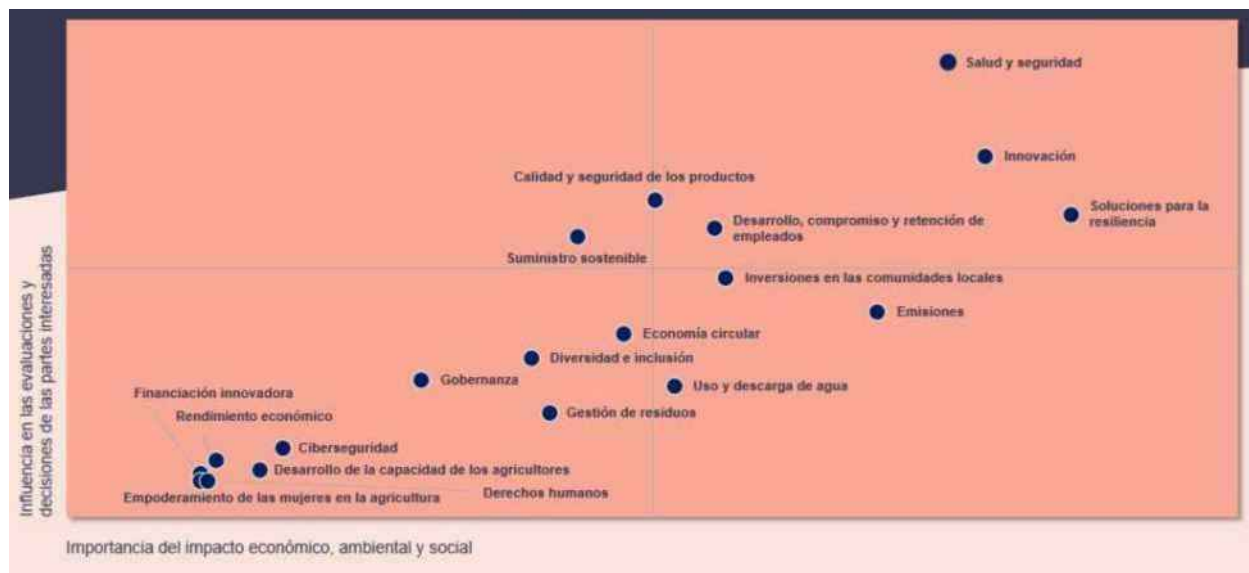 Salud y seguridad
Innovación
Calidad y seguridad de los productos
Soluciones para la
resiliencia
Desarrollo, compromiso y retención de
empleados
Suministro sostenible
Inversiones en las comunidades locales
Emisiones
Economía circular
Diversidad e inclusión
Gobernanza
Uso y descarga de agua
Financiación innovadora
Gestión de residuos
Rendimiento económico
Ciberseguridad
Desarrollo de la capacidad de los agricultores
Derechos humanos
Empoderamiento de las mujeres en la agricultura
Influencia en las evaluaciones y
decisiones de las partes interesadas
Importancia del impacto económico, ambiental y social